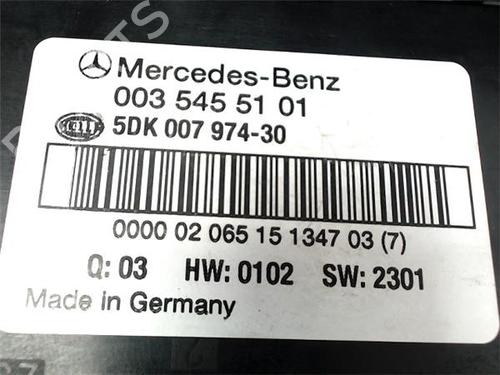 Mercedes-Benz
003 545 51 01
HELLA 5DK 007 974-30
0000 02 065 15 1347 03 (7)
Q: 03 HW: 0102 SW: 2301
Made in Germany